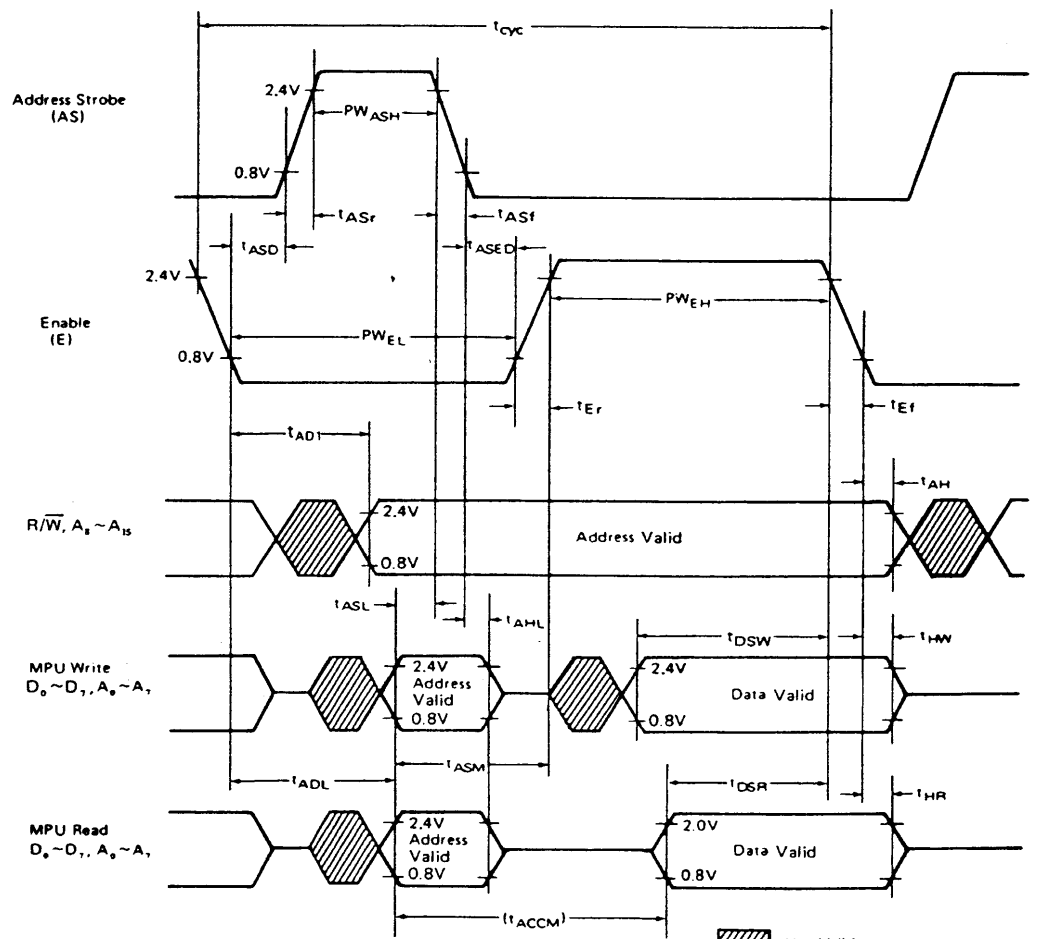 tcyc
Address Strobe
(AS)
2.4V
PWASH
0.8V
tASr
tASf
tASD
tASED
2.4V
PWEH
Enable
(E)
PWEL
0.8V
tEr
tEf
tAD1
tAH
R/W̅, A₈~A₁₅
2.4V
Address Valid
0.8V
tASL
tAHL
tDSW
tHW
MPU Write
D₀~D₇, A₀~A₇
2.4V
Address
Valid
0.8V
2.4V
Data Valid
0.8V
tASM
tADL
tDSR
tHR
MPU Read
D₀~D₇, A₀~A₇
2.4V
Address
Valid
0.8V
2.0V
Data Valid
0.8V
(tACCM)